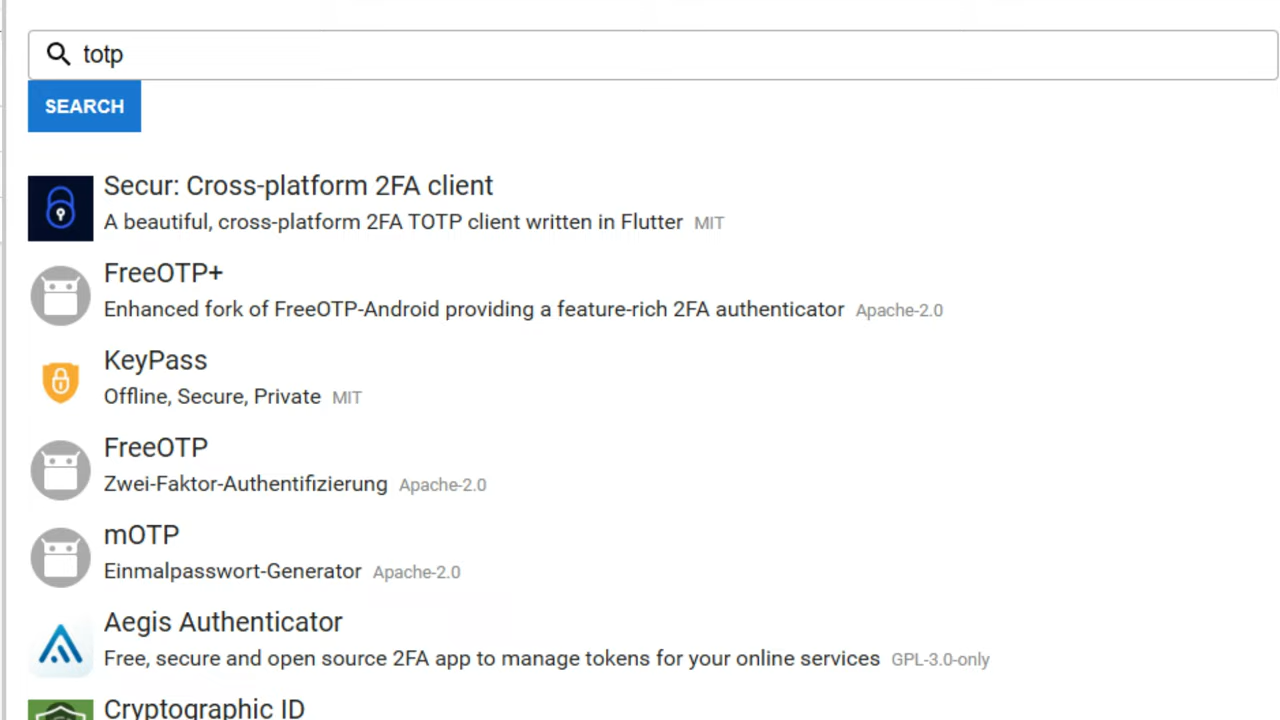 totp
SEARCH
Secur: Cross-platform 2FA client
A beautiful, cross-platform 2FA TOTP client written in Flutter MIT
FreeOTP+
Enhanced fork of FreeOTP-Android providing a feature-rich 2FA authenticator Apache-2.0
KeyPass
Offline, Secure, Private MIT
FreeOTP
Zwei-Faktor-Authentifizierung Apache-2.0
mOTP
Einmalpasswort-Generator Apache-2.0
Aegis Authenticator
Free, secure and open source 2FA app to manage tokens for your online services GPL-3.0-only
Cryptographic ID